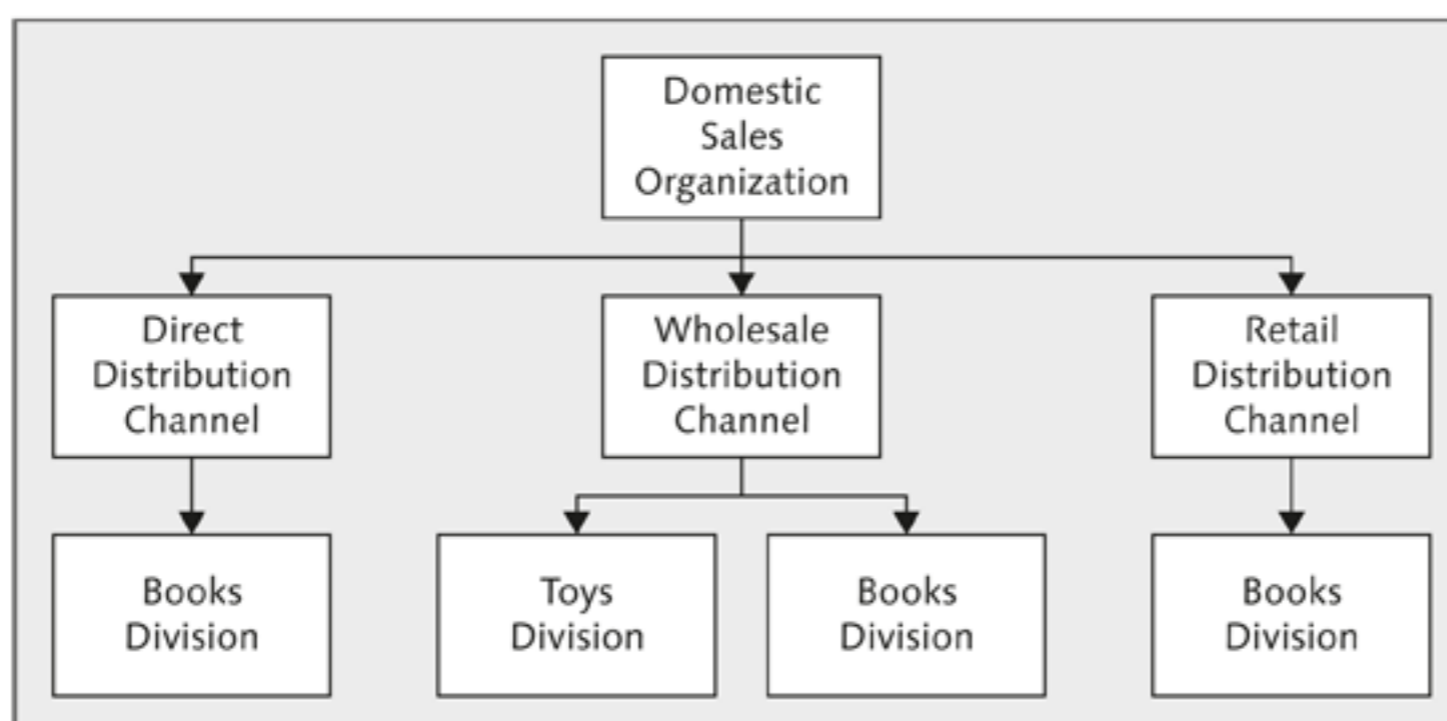 Domestic
Sales
Organization
Direct
Distribution
Channel
Wholesale
Distribution
Channel
Retail
Distribution
Channel
Books
Division
Toys
Division
Books
Division
Books
Division